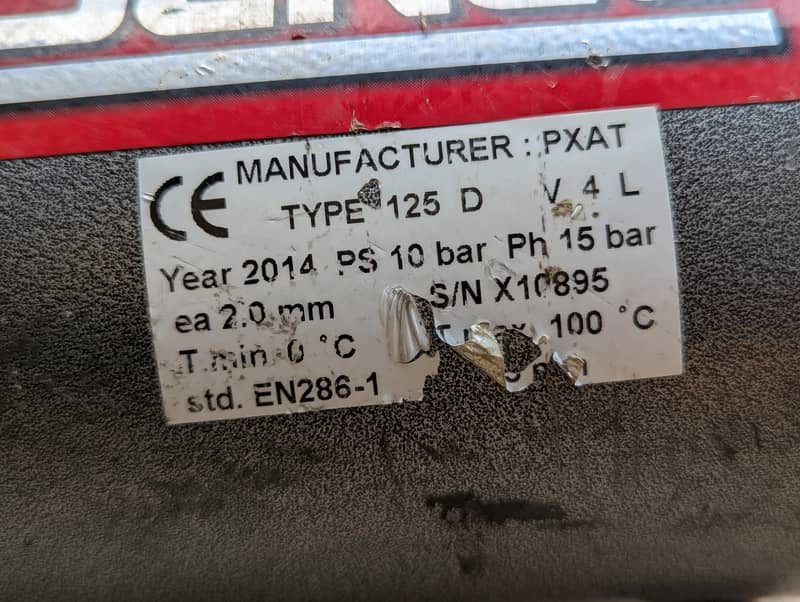 CE MANUFACTURER : PXAT
TYPE 125 D V 4 L
Year 2014 PS 10 bar Ph 15 bar
ea 2.0 mm S/N X10895
T.min. 0 °C 100 °C
std. EN286-1